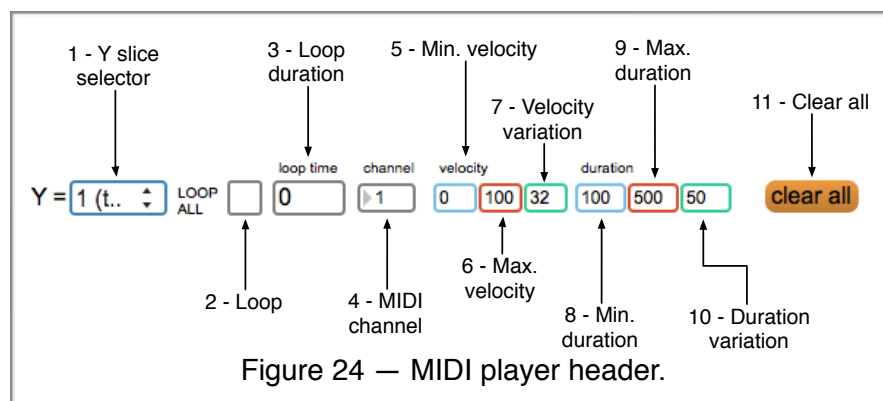 1 - Y slice
selector
3 - Loop
duration
5 - Min. velocity
7 - Velocity
variation
9 - Max.
duration
11 - Clear all
loop time
channel
velocity
duration
Y = 1 (t..
LOOP
ALL
0
1
0
100
32
100
500
50
clear all
2 - Loop
4 - MIDI
channel
6 - Max.
velocity
8 - Min.
duration
10 - Duration
variation
Figure 24 — MIDI player header.